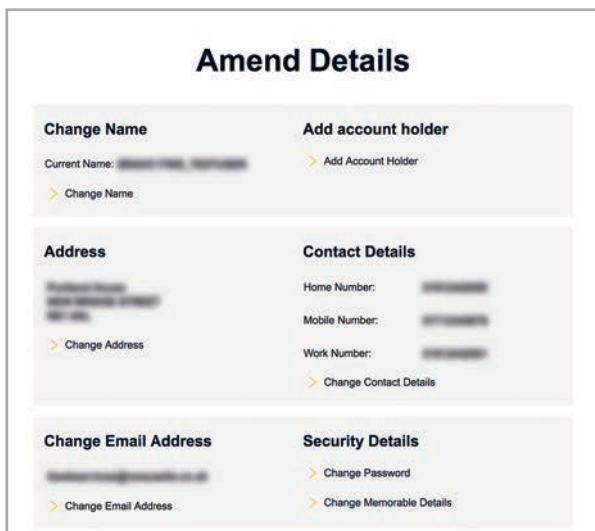 Amend Details
Change Name
Current Name:
Change Name
Add account holder
Add Account Holder
Address
Change Address
Contact Details
Home Number:
Mobile Number:
Work Number:
Change Contact Details
Change Email Address
Change Email Address
Security Details
Change Password
Change Memorable Details